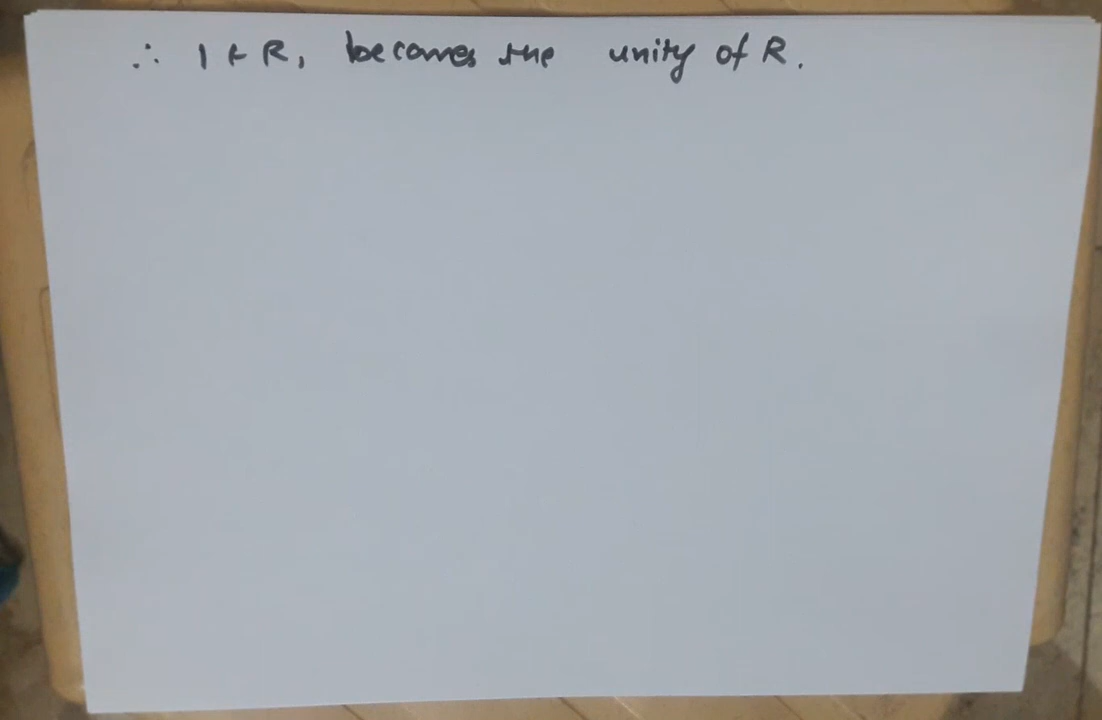 ∴ 1 ∈ R, becomes the unity of R.